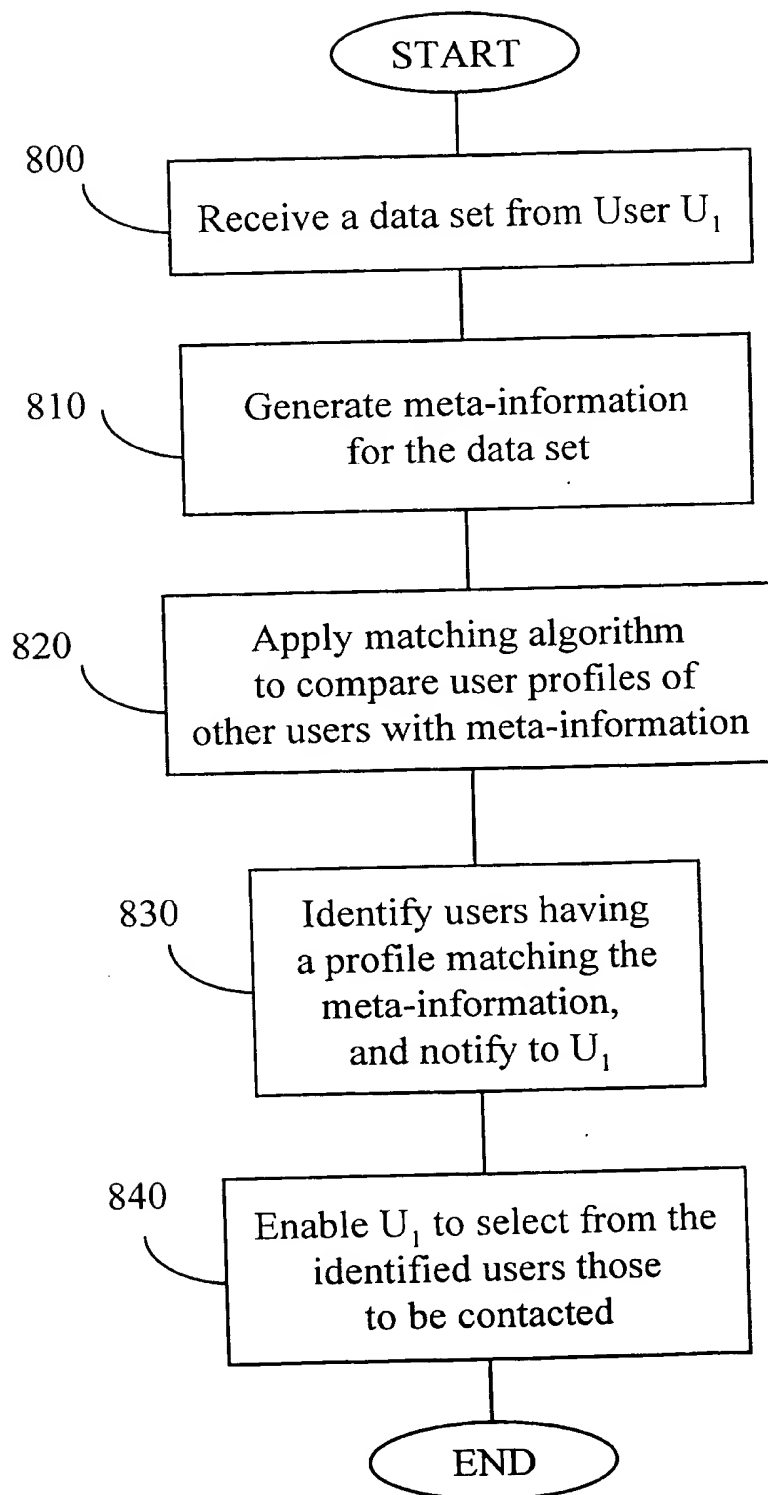 START
800
Receive a data set from User U₁
810
Generate meta-information
for the data set
820
Apply matching algorithm
to compare user profiles of
other users with meta-information
830
Identify users having
a profile matching the
meta-information,
and notify to U₁
840
Enable U₁ to select from the
identified users those
to be contacted
END